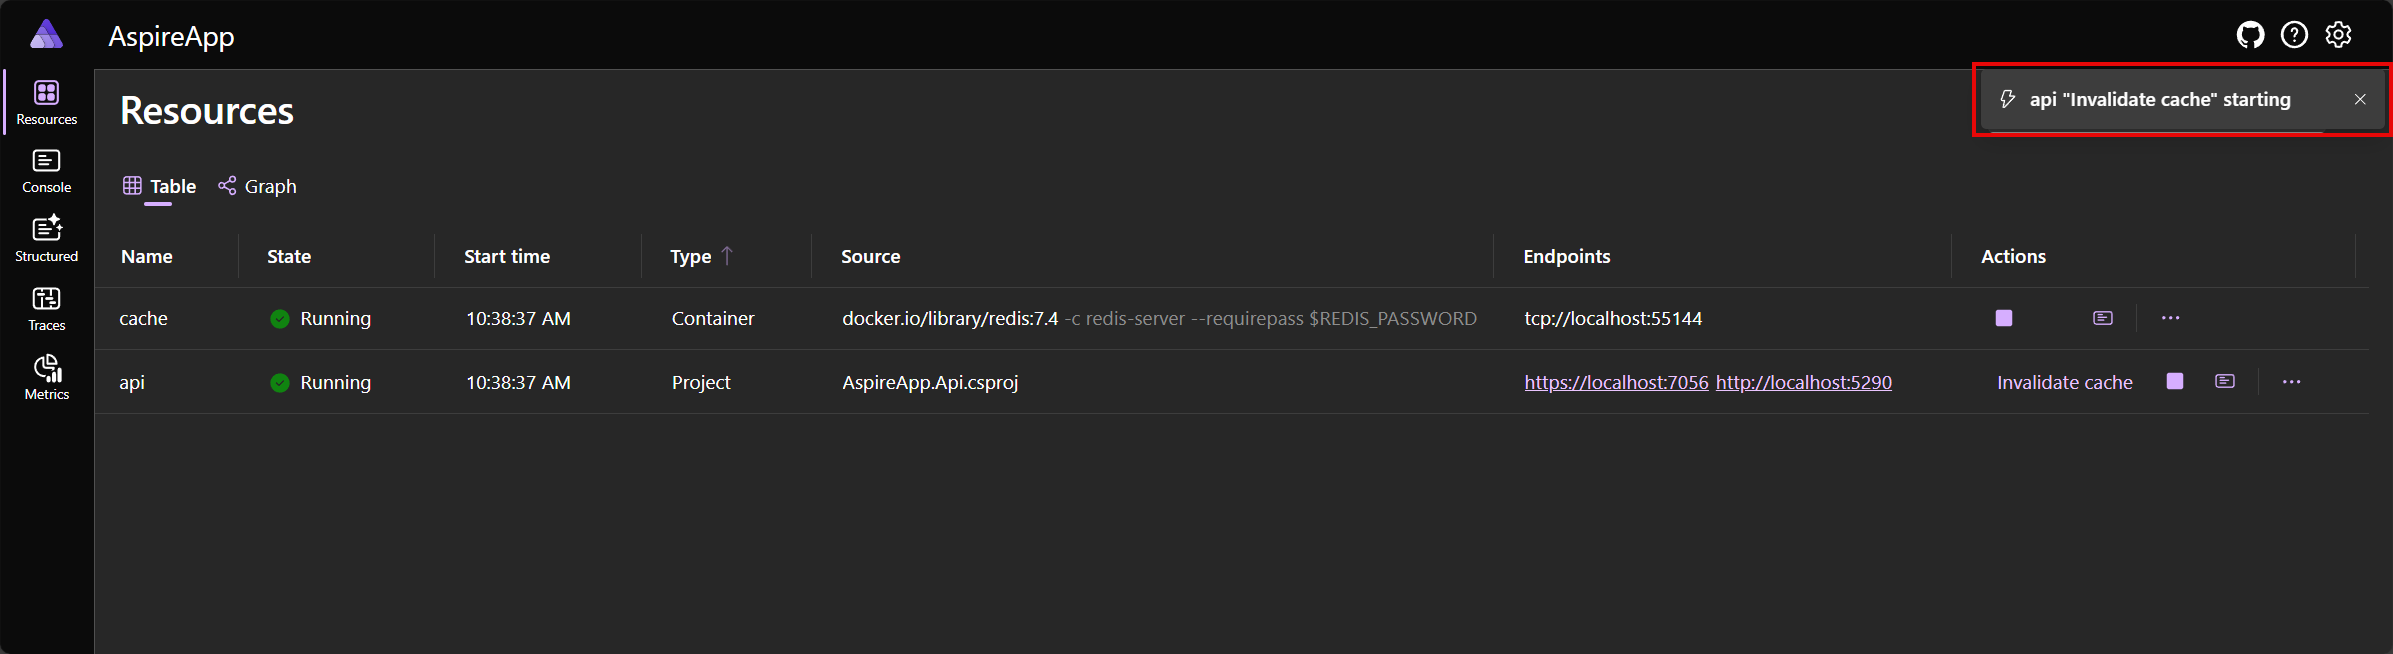 AspireApp
api "Invalidate cache" starting
Resources
Console
Structured
Traces
Metrics
Resources
Table Graph
Name State Start time Type Source Endpoints Actions
cache Running 10:38:37 AM Container docker.io/library/redis:7.4 -c redis-server --requirepass $REDIS_PASSWORD tcp://localhost:55144
api Running 10:38:37 AM Project AspireApp.Api.csproj https://localhost:7056 http://localhost:5290 Invalidate cache